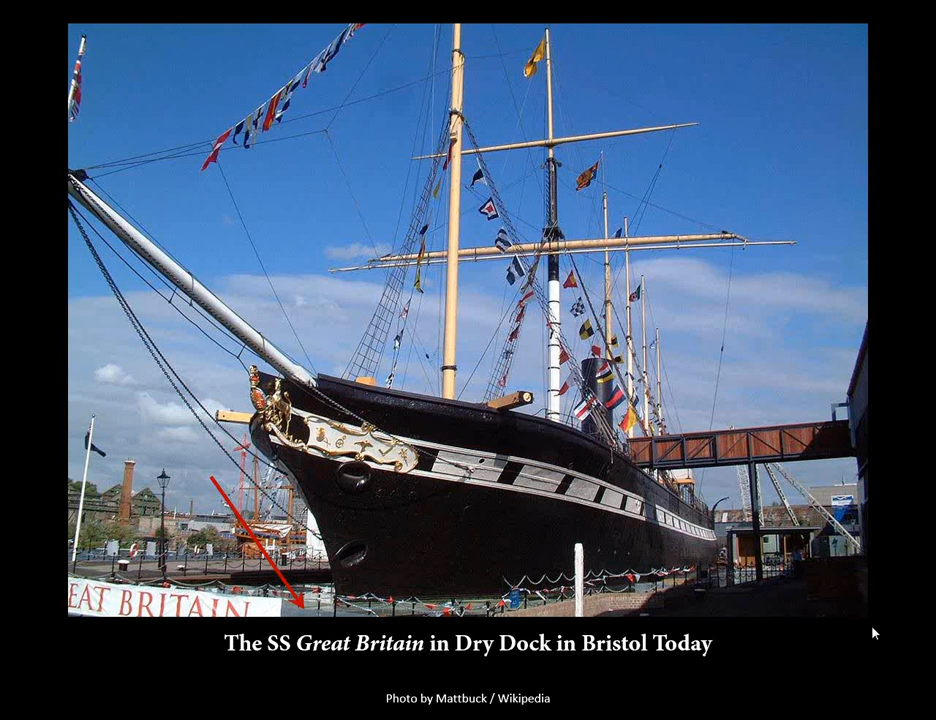 EAT BRITAIN
The SS Great Britain in Dry Dock in Bristol Today
Photo by Mattbuck / Wikipedia